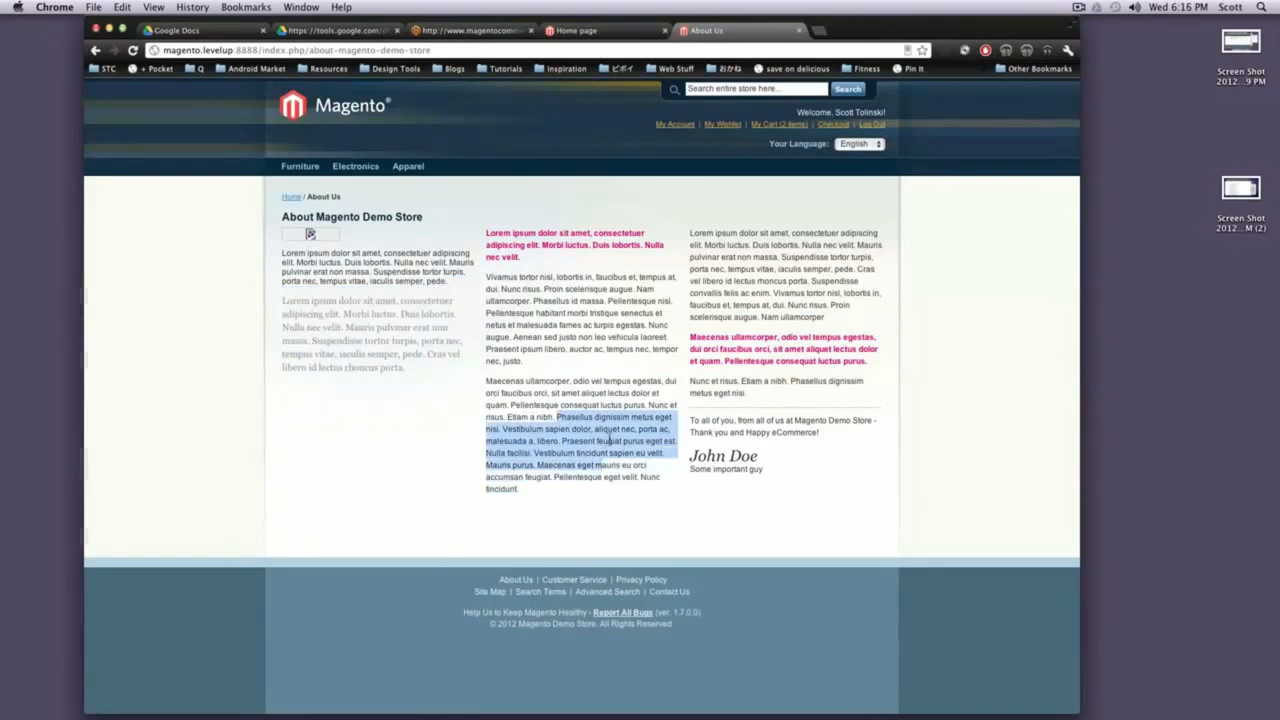 Chrome File Edit View History Bookmarks Window Help Wed 6:16 PM Scott
Google Docs https://tools.google.com/ http://www.magentocomm Home page About Us
magento.levelup:8888/index.php/about-magento-demo-store
STC + Pocket Q Android Market Resources Design Tools Blogs Tutorials Inspiration Web Stuff おかね save on delicious Fitness Pin It Other Bookmarks
Screen Shot
2012...9 PM
Screen Shot
2012...M (2)
Magento®
Search entire store here... Search
Welcome, Scott Tolinski!
My Account | My Wishlist | My Cart (2 items) | Checkout | Log Out
Your Language: English
Furniture Electronics Apparel
Home / About Us
About Magento Demo Store
Lorem ipsum dolor sit amet, consectetuer adipiscing
elit. Morbi luctus. Duis lobortis. Nulla nec velit. Mauris
pulvinar erat non massa. Suspendisse tortor turpis,
porta nec, tempus vitae, iaculis semper, pede.
Lorem ipsum dolor sit amet, consectetuer
adipiscing elit. Morbi luctus. Duis lobortis.
Nulla nec velit. Mauris pulvinar erat non
massa. Suspendisse tortor turpis, porta nec,
tempus vitae, iaculis semper, pede. Cras vel
libero id lectus rhoncus porta.
Lorem ipsum dolor sit amet, consectetuer
adipiscing elit. Morbi luctus. Duis lobortis. Nulla
nec velit.
Vivamus tortor nisl, lobortis in, faucibus et, tempus at,
dui. Nunc risus. Proin scelerisque augue. Nam
ullamcorper. Phasellus id massa. Pellentesque nisl.
Pellentesque habitant morbi tristique senectus et
netus et malesuada fames ac turpis egestas. Nunc
augue. Aenean sed justo non leo vehicula laoreet.
Praesent ipsum libero, auctor ac, tempus nec, tempor
nec, justo.
Maecenas ullamcorper, odio vel tempus egestas, dui
orci faucibus orci, sit amet aliquet lectus dolor et
quam. Pellentesque consequat luctus purus. Nunc et
risus. Etiam a nibh. Phasellus dignissim metus eget
nisi. Vestibulum sapien dolor, aliquet nec, porta ac,
malesuada a, libero. Praesent feugiat purus eget est.
Nulla facilisi. Vestibulum tincidunt sapien eu velit.
Mauris purus. Maecenas eget mauris eu orci
accumsan feugiat. Pellentesque eget velit. Nunc
tincidunt.
Lorem ipsum dolor sit amet, consectetuer adipiscing
elit. Morbi luctus. Duis lobortis. Nulla nec velit. Mauris
pulvinar erat non massa. Suspendisse tortor turpis,
porta nec, tempus vitae, iaculis semper, pede. Cras
vel libero id lectus rhoncus porta. Suspendisse
convallis felis ac enim. Vivamus tortor nisl, lobortis in,
faucibus et, tempus at, dui. Nunc risus. Proin
scelerisque augue. Nam ullamcorper
Maecenas ullamcorper, odio vel tempus egestas,
dui orci faucibus orci, sit amet aliquet lectus dolor
et quam. Pellentesque consequat luctus purus.
Nunc et risus. Etiam a nibh. Phasellus dignissim
metus eget nisi.
To all of you, from all of us at Magento Demo Store -
Thank you and Happy eCommerce!
John Doe
Some important guy
About Us | Customer Service | Privacy Policy
Site Map | Search Terms | Advanced Search | Contact Us
Help Us to Keep Magento Healthy - Report All Bugs (ver. 1.7.0.0)
© 2012 Magento Demo Store. All Rights Reserved